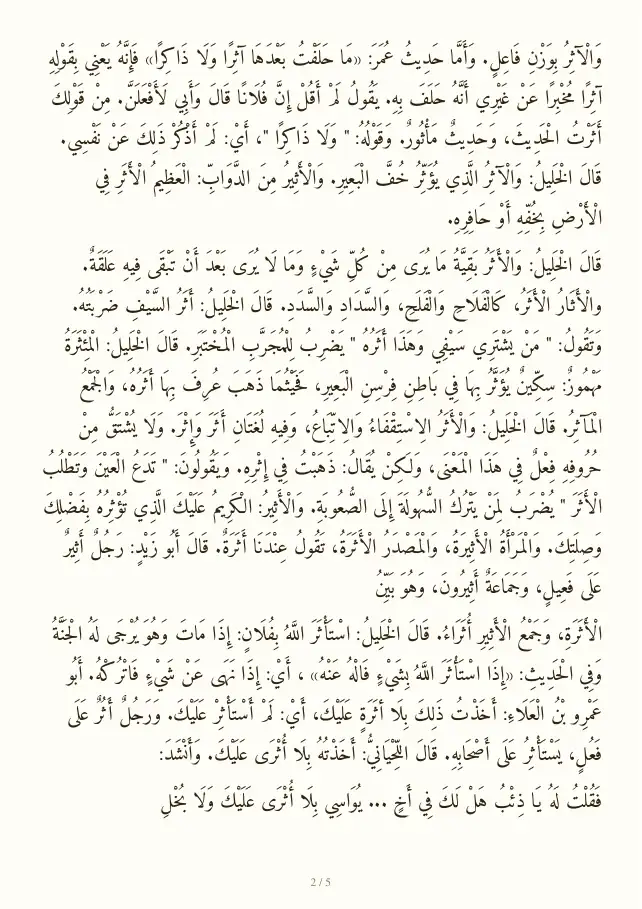 وَالْآثِرُ بِوَزْنِ فَاعِلٍ. وَأَمَّا حَدِيثُ عُمَرَ: «مَا حَلَفْتُ بَعْدَهَا آثِرًا وَلَا ذَاكِرًا» فَإِنَّهُ يَعْنِي بِقَوْلِهِ
آثِرًا مُخْبِرًا عَنْ غَيْرِي أَنَّهُ حَلَفَ بِهِ. يَقُولُ لَمْ أَقُلْ إِنَّ فُلَانًا قَالَ وَأَبِي لَأَفْعَلَنَّ. مِنْ قَوْلِكَ
أَثَرْتُ الْحَدِيثَ، وَحَدِيثٌ مَأْثُورٌ. وَقَوْلُهُ: " وَلَا ذَاكِرًا "، أَيْ: لَمْ أَذْكُرْ ذَلِكَ عَنْ نَفْسِي.
قَالَ الْخَلِيلُ: وَالْآثِرُ الَّذِي يُؤَثِّرُ خُفَّ الْبَعِيرِ. وَالْأَثِيرُ مِنَ الدَّوَابِّ: الْعَظِيمُ الْأَثَرِ فِي
الْأَرْضِ بِخُفِّهِ أَوْ حَافِرِهِ.
قَالَ الْخَلِيلُ: وَالْأَثَرُ بَقِيَّةُ مَا يُرَى مِنْ كُلِّ شَيْءٍ وَمَا لَا يُرَى بَعْدَ أَنْ تَبْقَى فِيهِ عَلَقَةٌ.
والْأَثَارُ الْأَثَرُ، كَالْفَلَاحِ وَالْفَلَحِ، وَالسَّدَادِ وَالسَّدَدِ. قَالَ الْخَلِيلُ: أَثَرُ السَّيْفِ ضَرْبَتُهُ.
وَتَقُولُ: " مَنْ يَشْتَرِي سَيْفِي وَهَذَا أَثَرُهُ " يَضْرِبُ لِلْمُجَرَّبِ الْمُخْتَبَرِ. قَالَ الْخَلِيلُ: الْمِئْثَرَةُ
مَهْمُوزٌ: سِكِّينٌ يُؤَثَّرُ بِهَا فِي بَاطِنِ فِرْسِنِ الْبَعِيرِ، فَحَيْثُمَا ذَهَبَ عُرِفَ بِهَا أَثَرُهُ، وَالْجَمْعُ
الْمَآثِرُ. قَالَ الْخَلِيلُ: وَالْأَثَرُ الِاسْتِقْفَاءُ وَالِاتِّبَاعُ، وَفِيهِ لُغَتَانِ أَثَرَ وَإِثْرَ. وَلَا يُشْتَقُّ مِنْ
حُرُوفِهِ فِعْلٌ فِي هَذَا الْمَعْنَى، وَلَكِنْ يُقَالُ: ذَهَبْتُ فِي إِثْرِهِ. وَيَقُولُونَ: " تَدَعُ الْعَيْنَ وَتَطْلُبُ
الْأَثَرَ " يُضْرَبُ لِمَنْ يَتْرُكُ السُّهُولَةَ إِلَى الصُّعُوبَةِ. وَالْأَثِيرُ: الْكَرِيمُ عَلَيْكَ الَّذِي تُؤْثِرُهُ بِفَضْلِكَ
وَصِلَتِكَ. وَالْمَرْأَةُ الْأَثِيرَةُ، وَالْمَصْدَرُ الْأَثَرَةُ، تَقُولُ عِنْدَنَا أَثَرَةٌ. قَالَ أَبُو زَيْدٍ: رَجُلٌ أَثِيرٌ
عَلَى فَعِيلٍ، وَجَمَاعَةٌ أَثِيرُونَ، وَهُوَ بَيِّنُ
الْأَثَرَةِ، وَجَمْعُ الْأَثِيرِ أُثَرَاءُ. قَالَ الْخَلِيلُ: اسْتَأْثَرَ اللَّهُ بِفُلَانٍ: إِذَا مَاتَ وَهُوَ يُرْجَى لَهُ الْجَنَّةُ
وَفِي الْحَدِيثِ: «إِذَا اسْتَأْثَرَ اللَّهُ بِشَيْءٍ فَالْهُ عَنْهُ» ، أَيْ: إِذَا نَهَى عَنْ شَيْءٍ فَاتْرُكْهُ. أَبُو
عَمْرِو بْنُ الْعَلَاءِ: أَخَذْتُ ذَلِكَ بِلَا أَثَرَةٍ عَلَيْكَ، أَيْ: لَمْ أَسْتَأْثِرْ عَلَيْكَ. وَرَجُلٌ أَثُرٌ عَلَى
فَعُلٍ، يَسْتَأْثِرُ عَلَى أَصْحَابِهِ. قَالَ اللِّحْيَانِيُّ: أَخَذْتُهُ بِلَا أُثْرَى عَلَيْكَ. وَأَنْشَدَ:
فَقُلْتُ لَهُ يَا ذِئْبُ هَلْ لَكَ فِي أَخٍ ... يُوَاسِي بِلَا أُثْرَى عَلَيْكَ وَلَا بُخْلِ
2 / 5